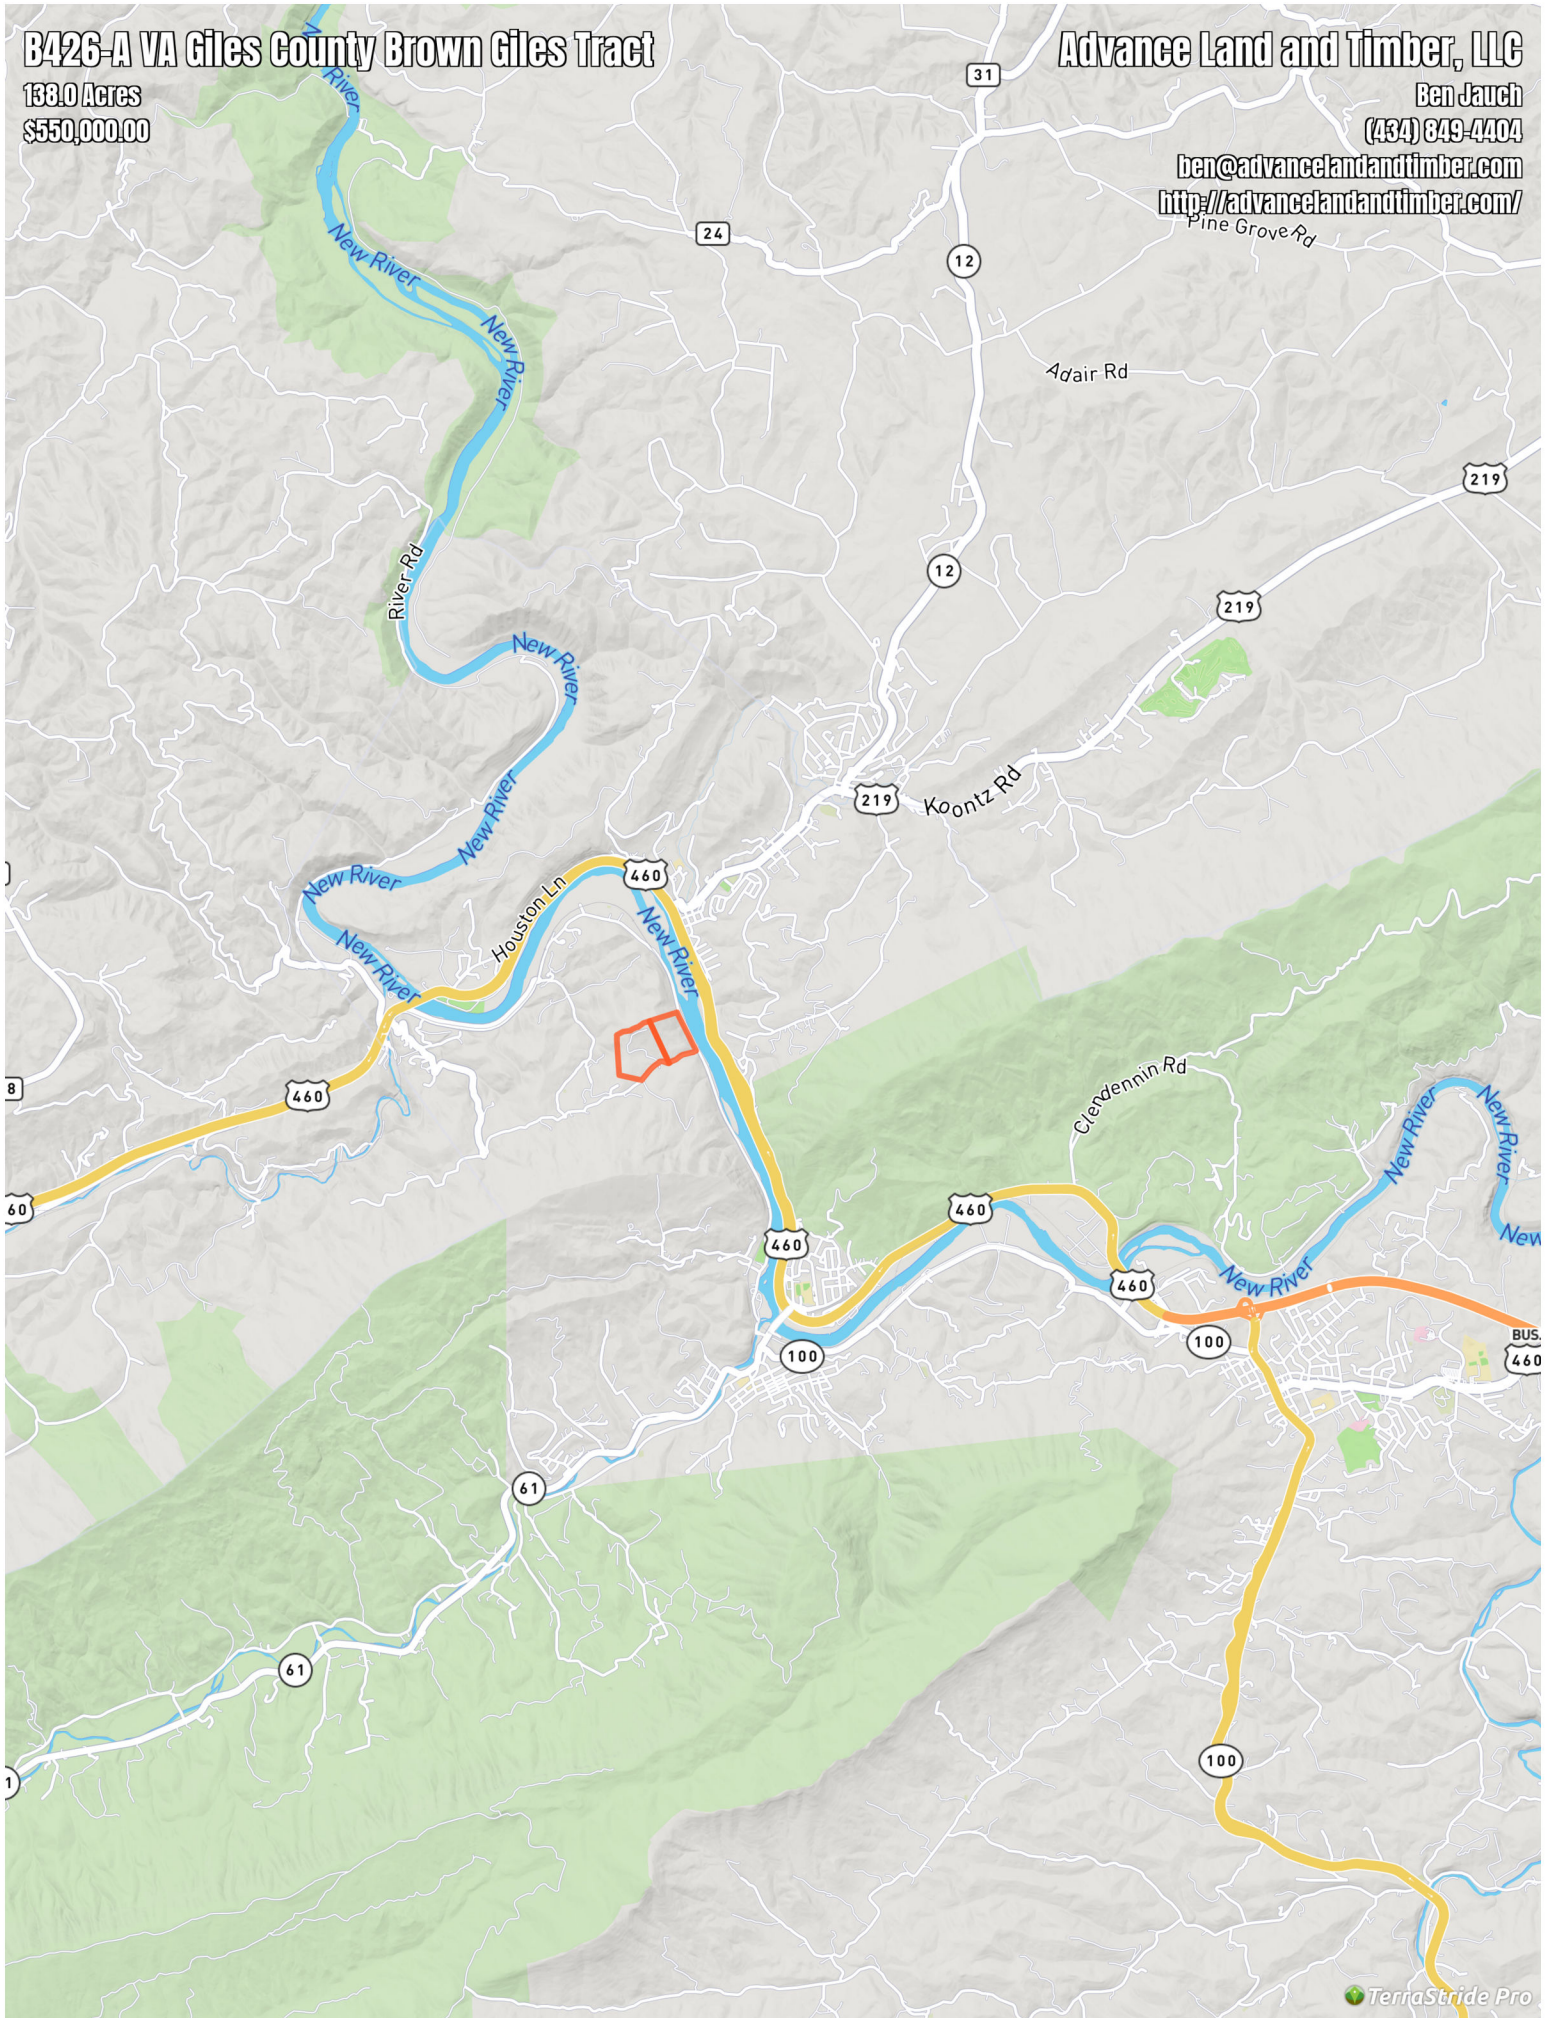 B426-A VA Giles County Brown Giles Tract
138.0 Acres
$550,000.00
Advance Land and Timber, LLC
Ben Jauch
(434) 849-4404
ben@advancelandandtimber.com
http://advancelandandtimber.com/
River
31
24
12
Pine Grove Rd
New River
New River
Adair Rd
219
River Rd
12
219
New River
219
Koontz Rd
New River
New River
460
Houston Ln
New River
New River
460
8
Clendennin Rd
New River
New River
60
460
460
New
New River
460
100
100
BUS.
460
61
61
1
100
TerraStride Pro